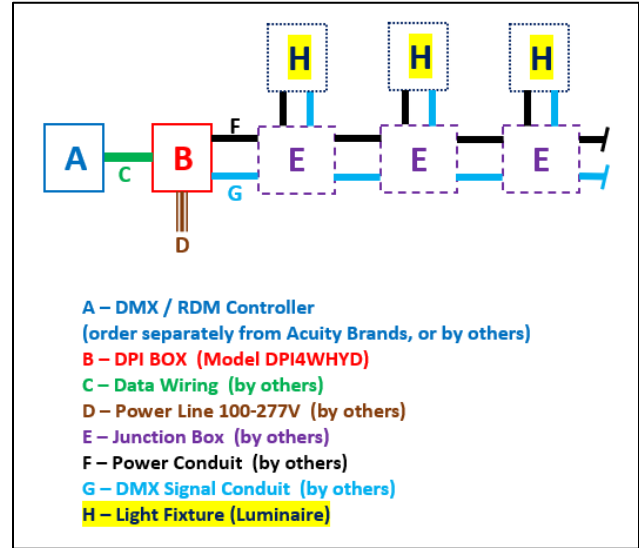 H H H
F
A B E E E
C
G
D
A – DMX / RDM Controller
(order separately from Acuity Brands, or by others)
B – DPI BOX (Model DPI4WHYD)
C – Data Wiring (by others)
D – Power Line 100-277V (by others)
E – Junction Box (by others)
F – Power Conduit (by others)
G – DMX Signal Conduit (by others)
H – Light Fixture (Luminaire)